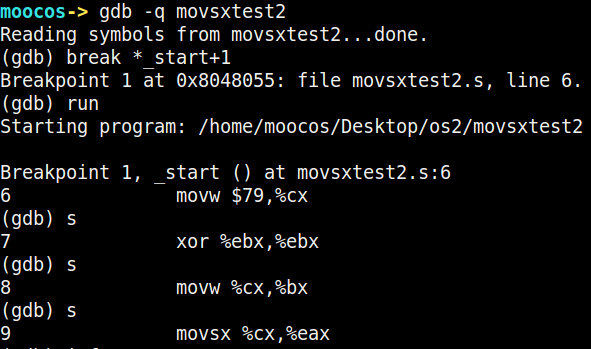 moocos-> gdb -q movsxtest2
Reading symbols from movsxtest2...done.
(gdb) break *_start+1
Breakpoint 1 at 0x8048055: file movsxtest2.s, line 6.
(gdb) run
Starting program: /home/moocos/Desktop/os2/movsxtest2

Breakpoint 1, _start () at movsxtest2.s:6
6               movw $79,%cx
(gdb) s
7               xor %ebx,%ebx
(gdb) s
8               movw %cx,%bx
(gdb) s
9               movsx %cx,%eax